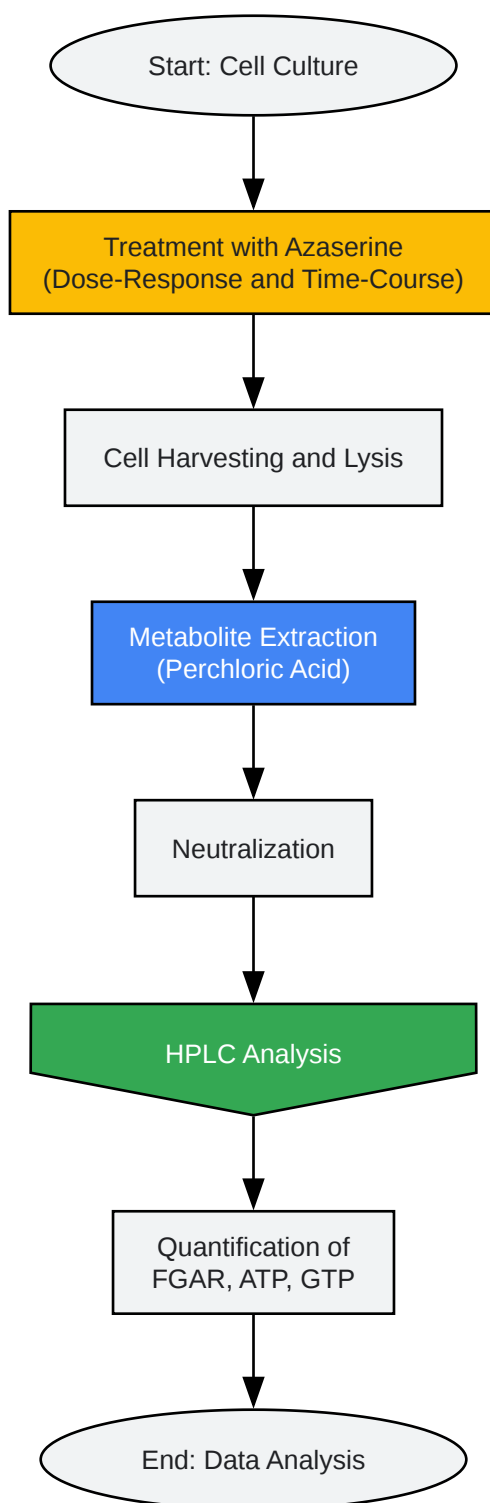 Start: Cell Culture
Treatment with Azaserine
(Dose-Response and Time-Course)
Cell Harvesting and Lysis
Metabolite Extraction
(Perchloric Acid)
Neutralization
HPLC Analysis
Quantification of
FGAR, ATP, GTP
End: Data Analysis